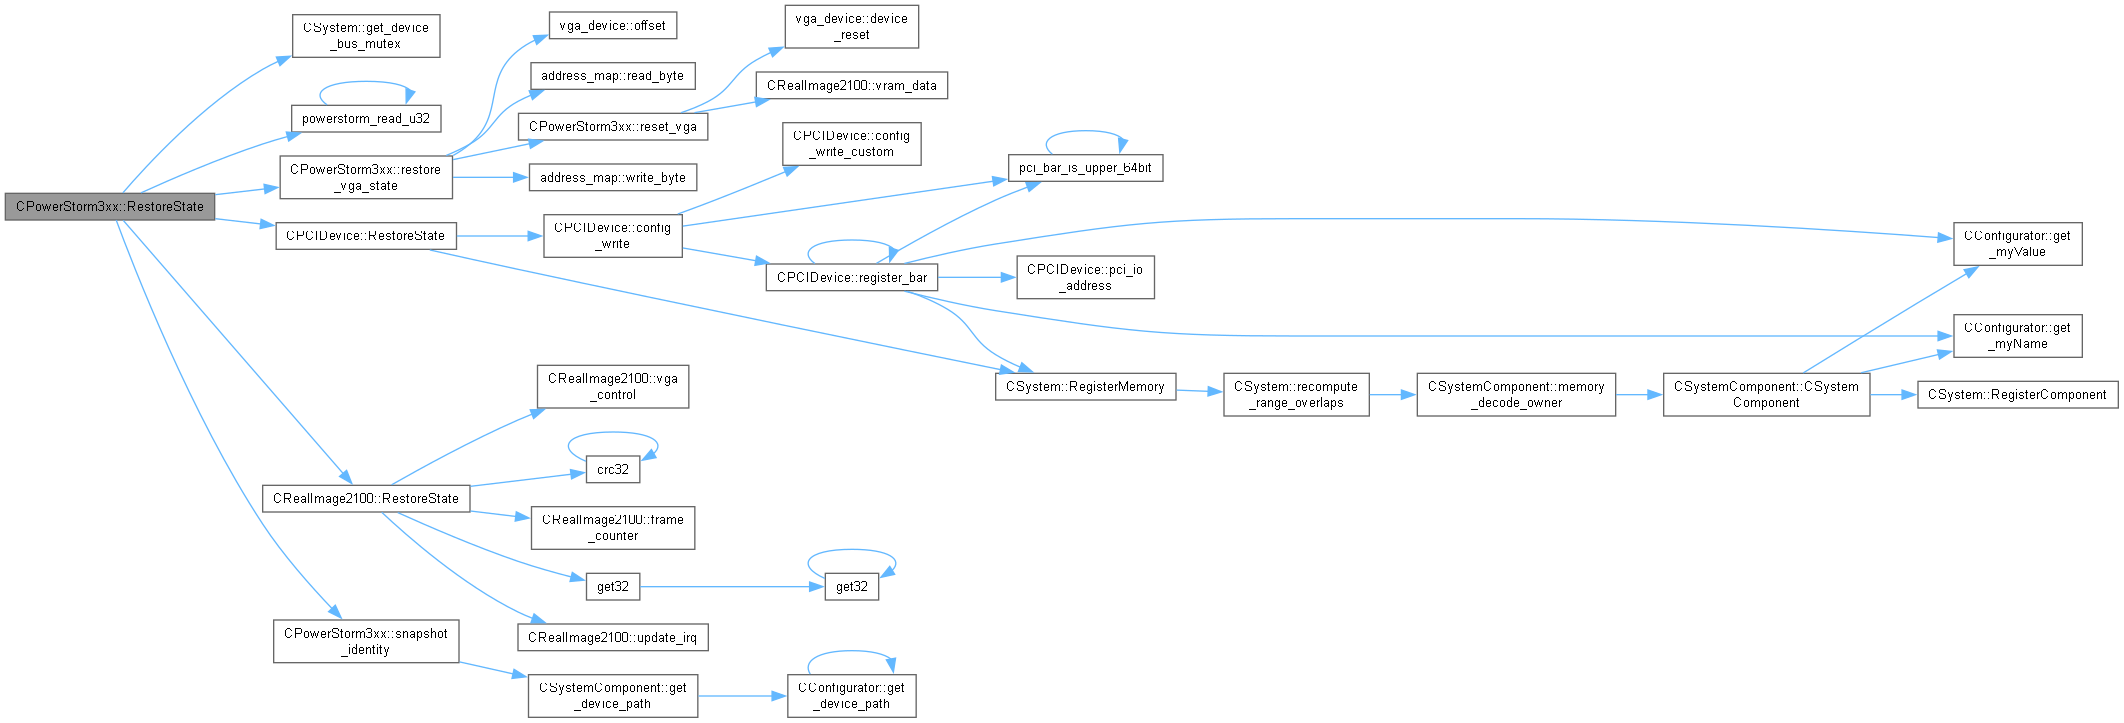 CPowerStorm3xx::RestoreState
CSystem::get_device
_bus_mutex
powerstorm_read_u32
CPowerStorm3xx::restore
_vga_state
CPCIDevice::RestoreState
CRealImage2100::RestoreState
CPowerStorm3xx::snapshot
_identity
vga_device::offset
address_map::read_byte
CPowerStorm3xx::reset_vga
address_map::write_byte
CPCIDevice::config
_write
CRealImage2100::vga
_control
crc32
CRealImage2100::frame
_counter
get32
CRealImage2100::update_irq
CSystemComponent::get
_device_path
vga_device::device
_reset
CRealImage2100::vram_data
CPCIDevice::config
_write_custom
CPCIDevice::register_bar
get32
CConfigurator::get
_device_path
pci_bar_is_upper_64bit
CPCIDevice::pci_io
_address
CSystem::RegisterMemory
CSystem::recompute
_range_overlaps
CSystemComponent::memory
_decode_owner
CSystemComponent::CSystem
Component
CConfigurator::get
_myValue
CConfigurator::get
_myName
CSystem::RegisterComponent